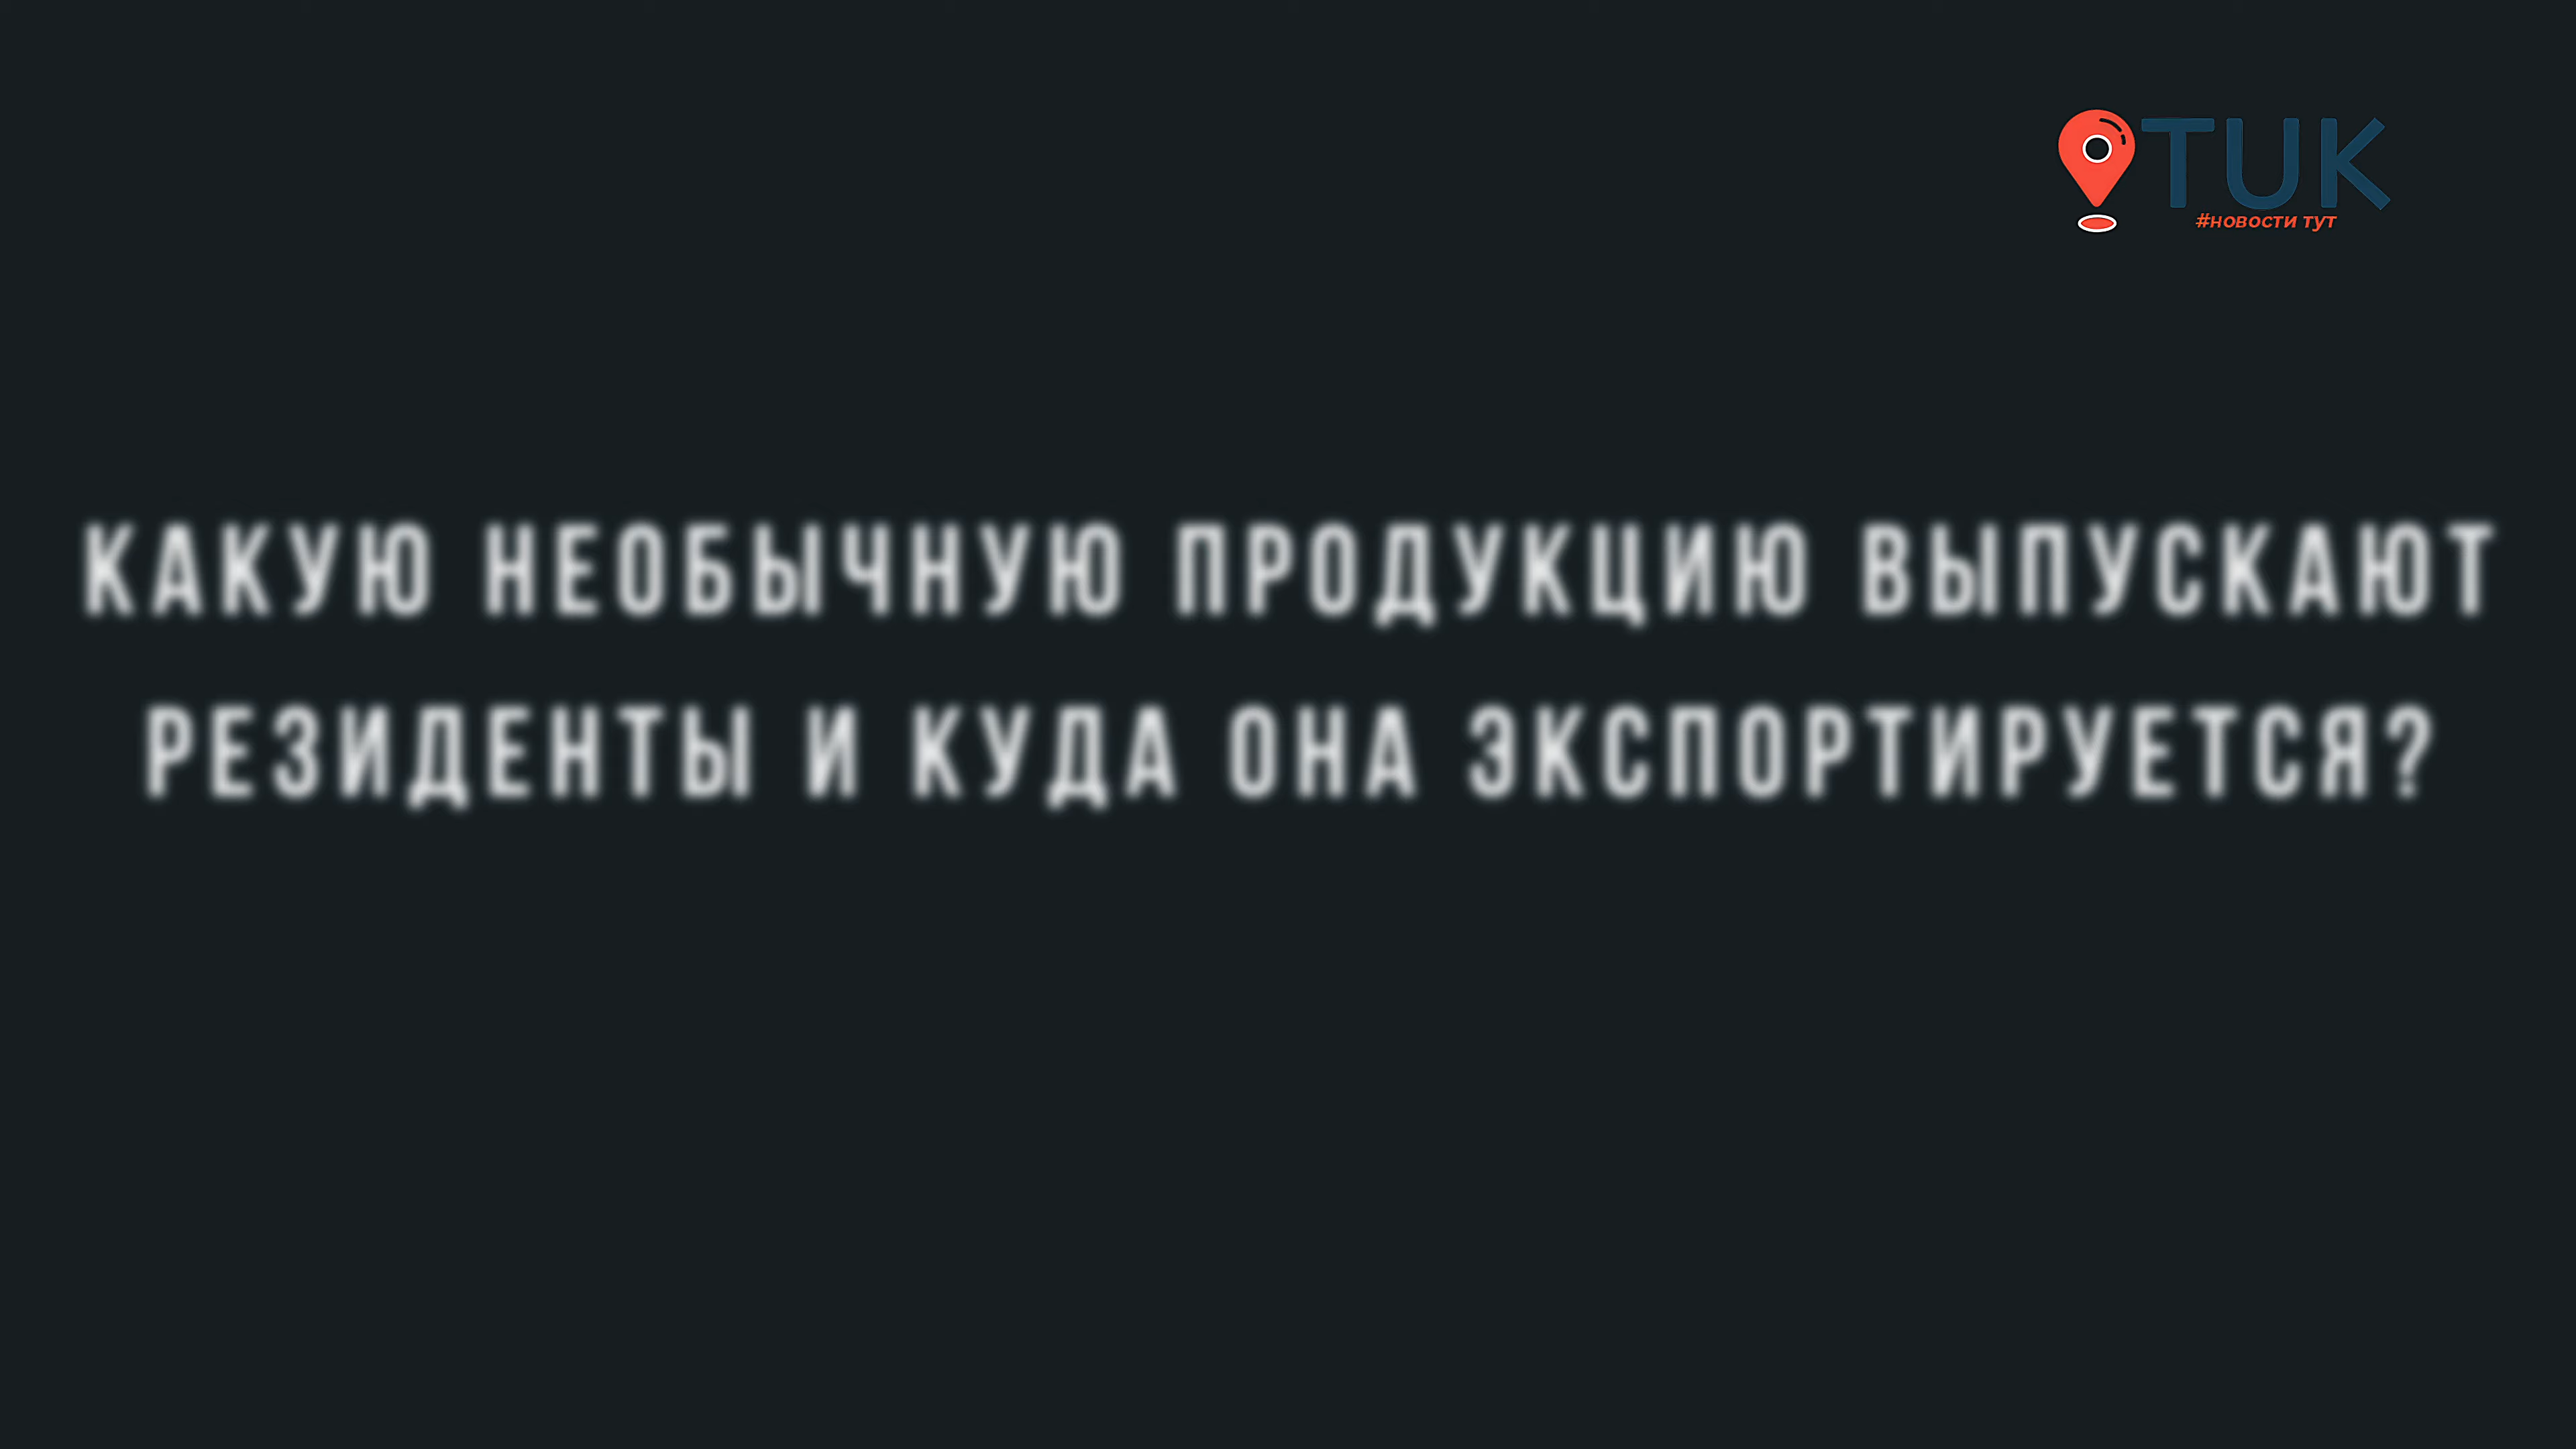 TUK
#новости тут
КАКУЮ НЕОБЫЧНУЮ ПРОДУКЦИЮ ВЫПУСКАЮТ
РЕЗИДЕНТЫ И КУДА ОНА ЭКСПОРТИРУЕТСЯ?